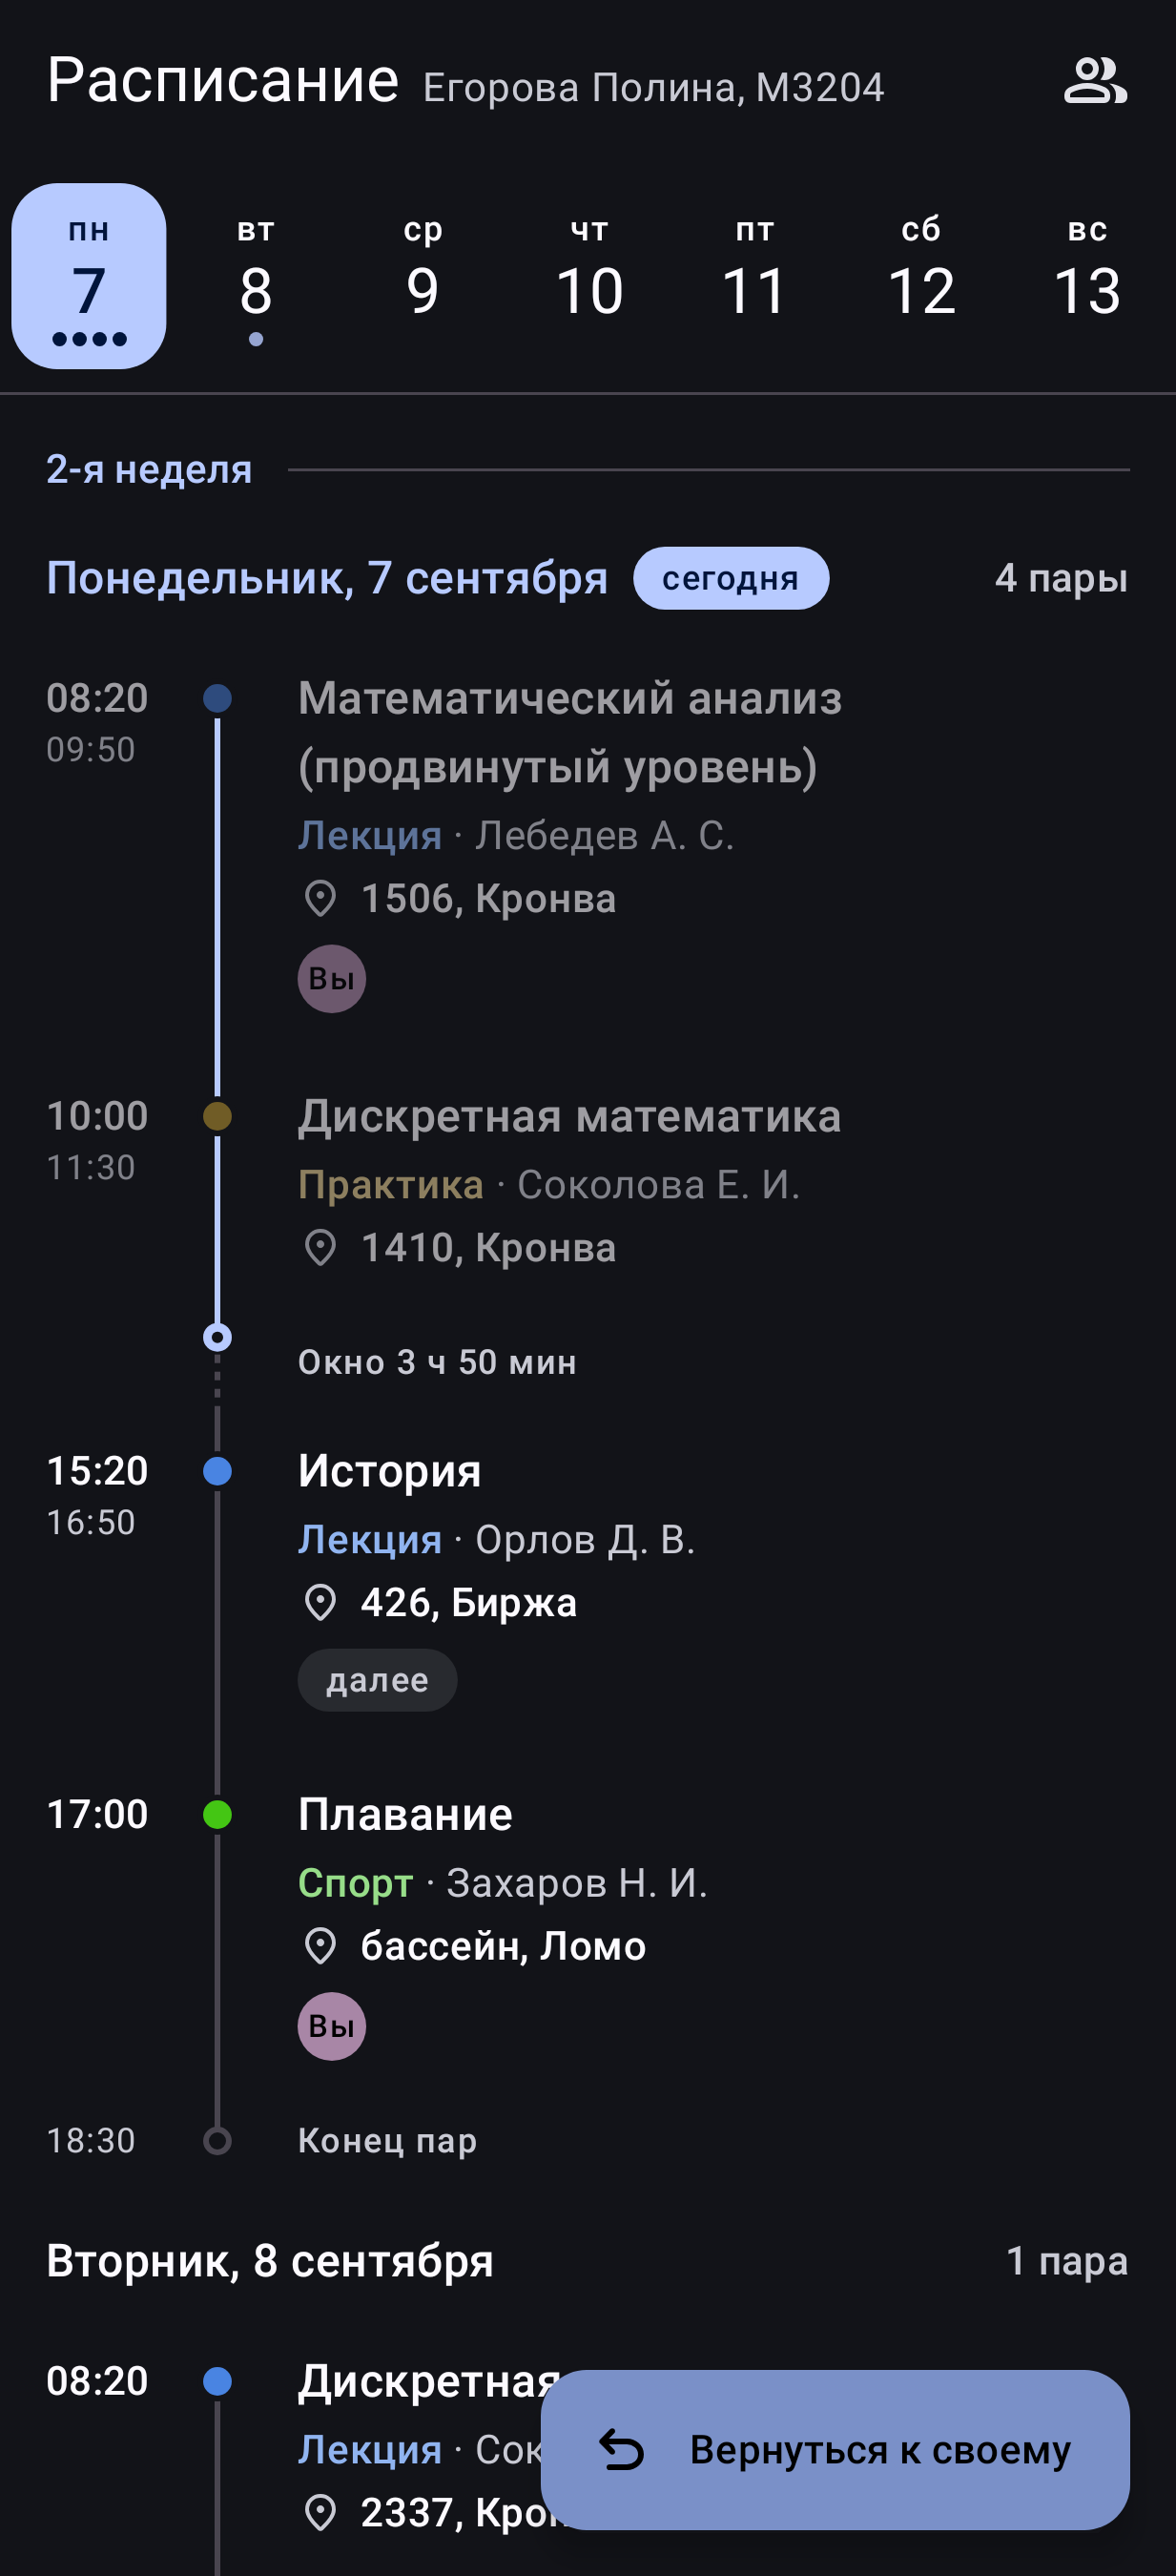 Расписание Егорова Полина, M3204
пн вт ср чт пт сб вс
7 8 9 10 11 12 13
2-я неделя
Понедельник, 7 сентября сегодня 4 пары
08:20 Математический анализ
09:50 (продвинутый уровень)
Лекция · Лебедев А. С.
1506, Кронва
Вы
10:00 Дискретная математика
11:30 Практика · Соколова Е. И.
1410, Кронва
Окно 3 ч 50 мин
15:20 История
16:50 Лекция · Орлов Д. В.
426, Биржа
далее
17:00 Плавание
Спорт · Захаров Н. И.
бассейн, Ломо
Вы
18:30 Конец пар
Вторник, 8 сентября 1 пара
08:20 Дискретная
Лекция ·
Вернуться к своему
2337,